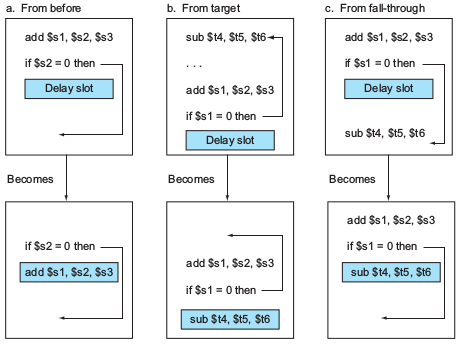 a. From before
add $s1, $s2, $s3
if $s2 = 0 then
Delay slot
Becomes
if $s2 = 0 then
add $s1, $s2, $s3
b. From target
sub $t4, $t5, $t6
. . .
add $s1, $s2, $s3
if $s1 = 0 then
Delay slot
Becomes
add $s1, $s2, $s3
if $s1 = 0 then
sub $t4, $t5, $t6
c. From fall-through
add $s1, $s2, $s3
if $s1 = 0 then
Delay slot
sub $t4, $t5, $t6
Becomes
add $s1, $s2, $s3
if $s1 = 0 then
sub $t4, $t5, $t6